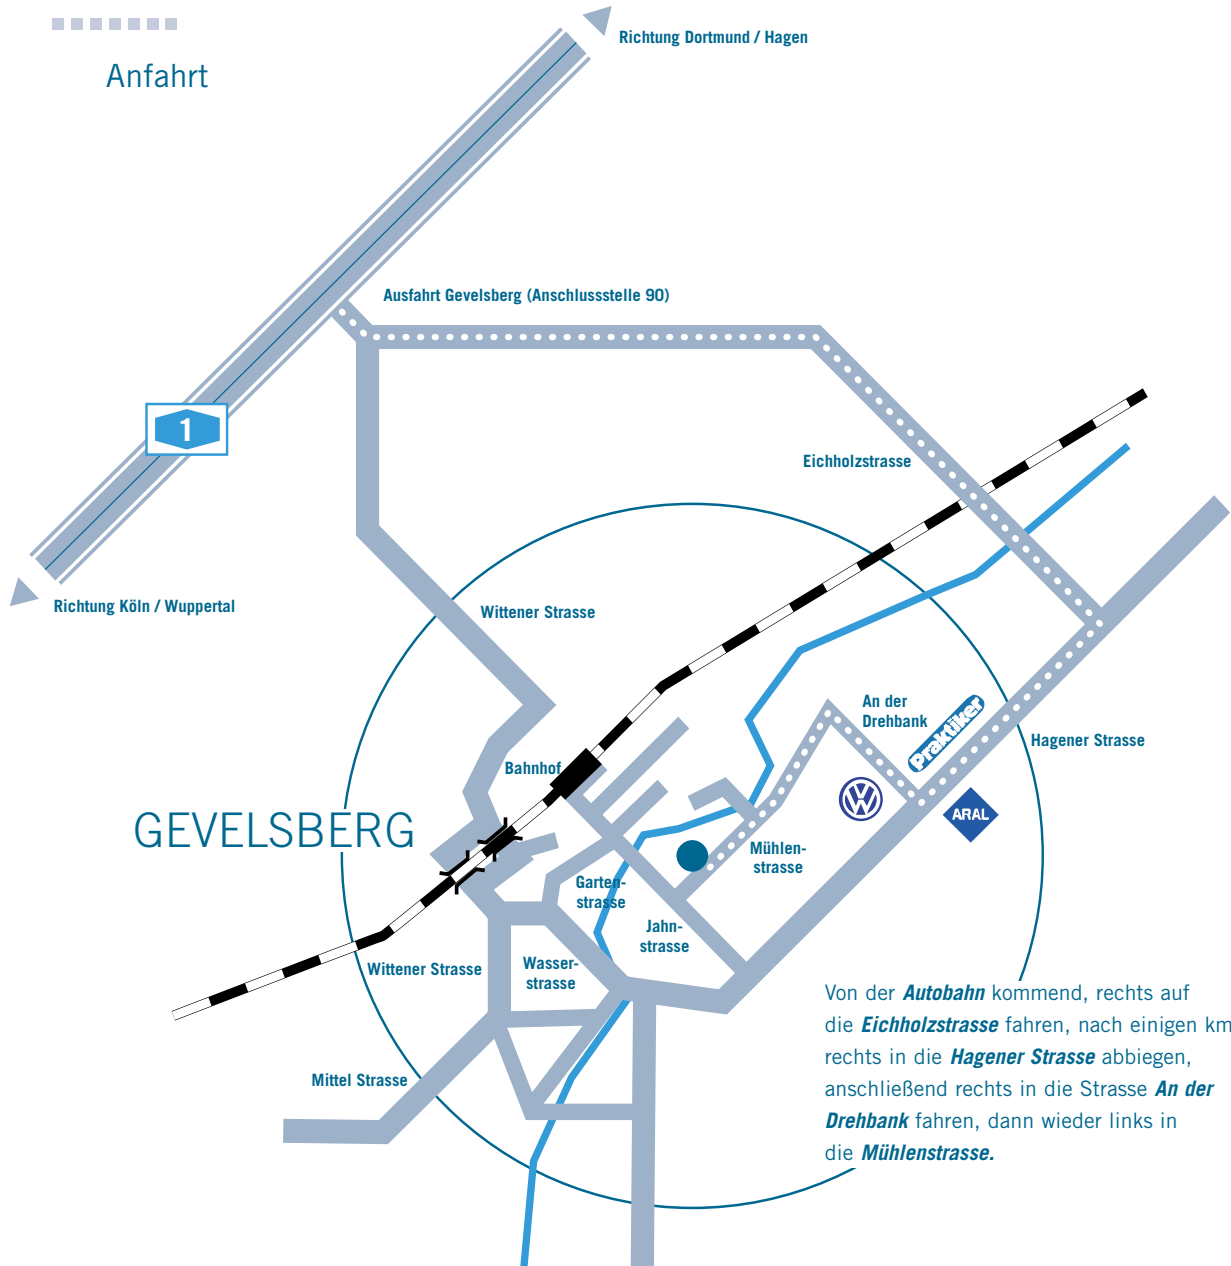 Anfahrt
Richtung Dortmund / Hagen
Ausfahrt Gevelsberg (Anschlussstelle 90)
1
Eichholzstrasse
Richtung Köln / Wuppertal
Wittener Strasse
An der
Drehbank
Praktiker
Hagener Strasse
Bahnhof
VW
ARAL
GEVELSBERG
Mühlen-
strasse
Garten-
strasse
Jahn-
strasse
Wittener Strasse
Wasser-
strasse
Mittel Strasse
Von der Autobahn kommend, rechts auf
die Eichholzstrasse fahren, nach einigen km
rechts in die Hagener Strasse abbiegen,
anschließend rechts in die Strasse An der
Drehbank fahren, dann wieder links in
die Mühlenstrasse.